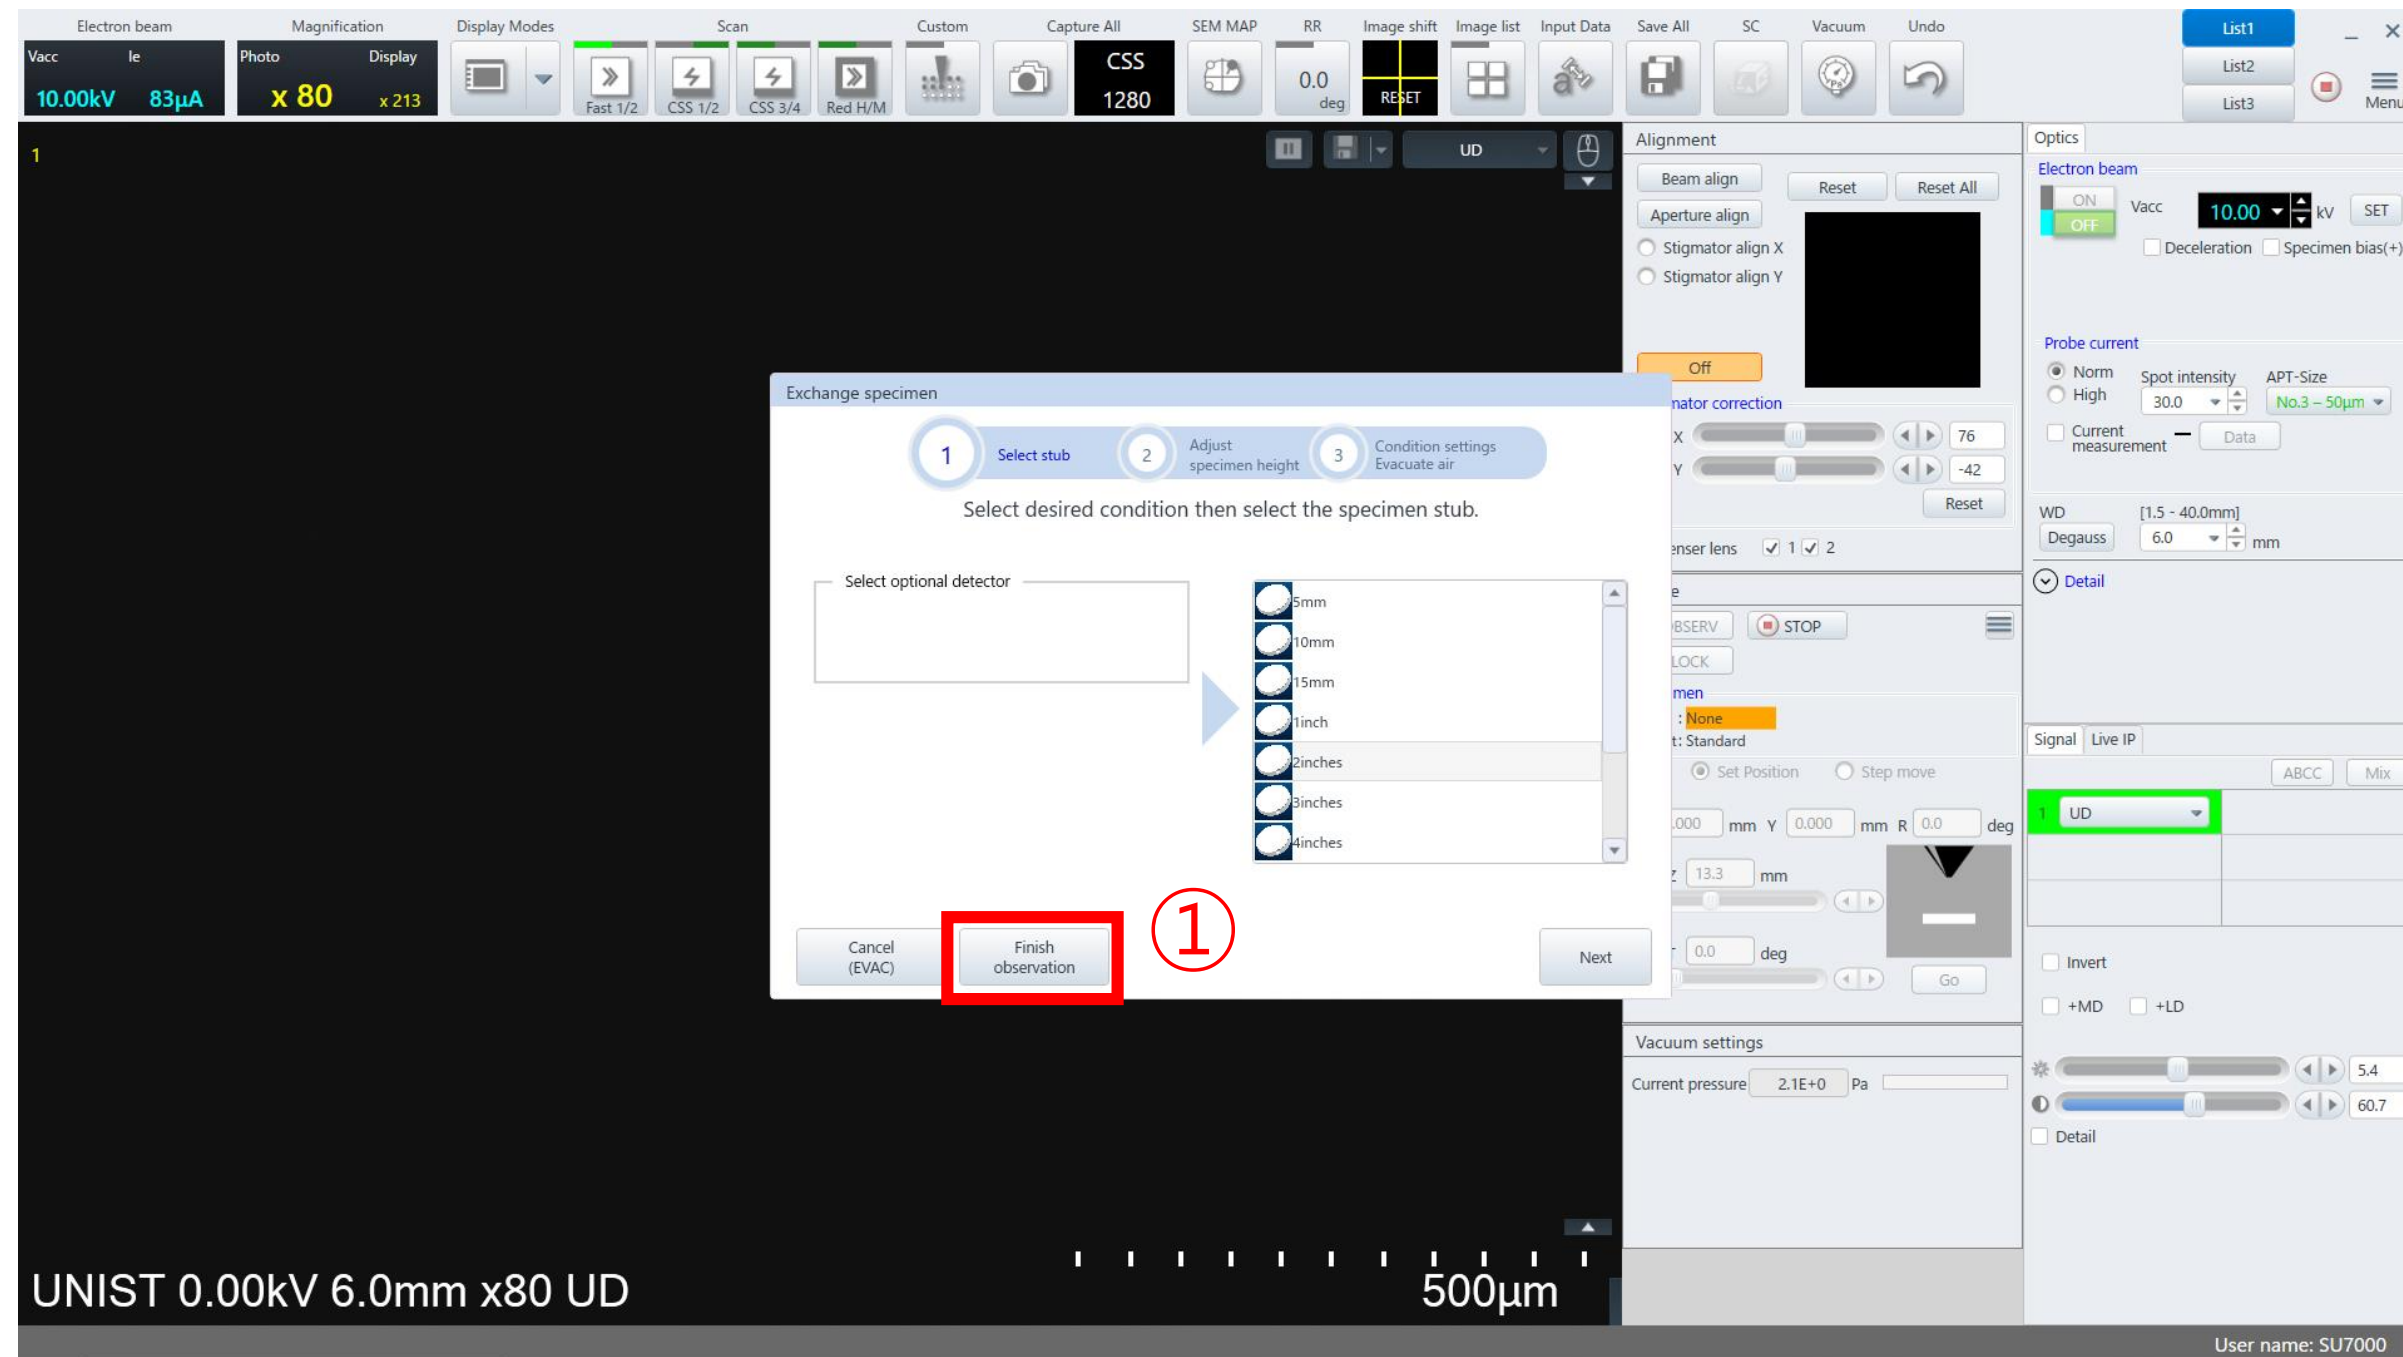 Electron beam
Magnification
Display Modes
Scan
Custom
Capture All
SEM MAP
RR
Image shift
Image list
Input Data
Save All
SC
Vacuum
Undo
Vacc Ie
10.00kV 83μA
Photo Display
x 80 x 213
Fast 1/2
CSS 1/2
CSS 3/4
Red H/M
CSS
1280
0.0
deg
RESET
List1
List2
List3
Menu
1
UD
Alignment
Beam align
Reset
Reset All
Aperture align
Stigmator align X
Stigmator align Y
Off
mator correction
X 76
Y -42
Reset
enser lens 1 2
e
BSERV
STOP
LOCK
men
: None
t: Standard
Set Position
Step move
.000 mm Y 0.000 mm R 0.0 deg
Z 13.3 mm
T 0.0 deg
Go
Vacuum settings
Current pressure 2.1E+0 Pa
Optics
Electron beam
ON
OFF
Vacc 10.00 kV SET
Deceleration Specimen bias(+)
Probe current
Norm
High
Spot intensity
30.0
APT-Size
No.3 – 50μm
Current
measurement
Data
WD [1.5 - 40.0mm]
Degauss 6.0 mm
Detail
Signal Live IP
ABCC Mix
1 UD
Invert
+MD +LD
5.4
60.7
Detail
Exchange specimen
1 Select stub
2 Adjust
specimen height
3 Condition settings
Evacuate air
Select desired condition then select the specimen stub.
Select optional detector
5mm
10mm
15mm
1inch
2inches
3inches
4inches
Cancel
(EVAC)
Finish
observation
①
Next
UNIST 0.00kV 6.0mm x80 UD
500μm
User name: SU7000